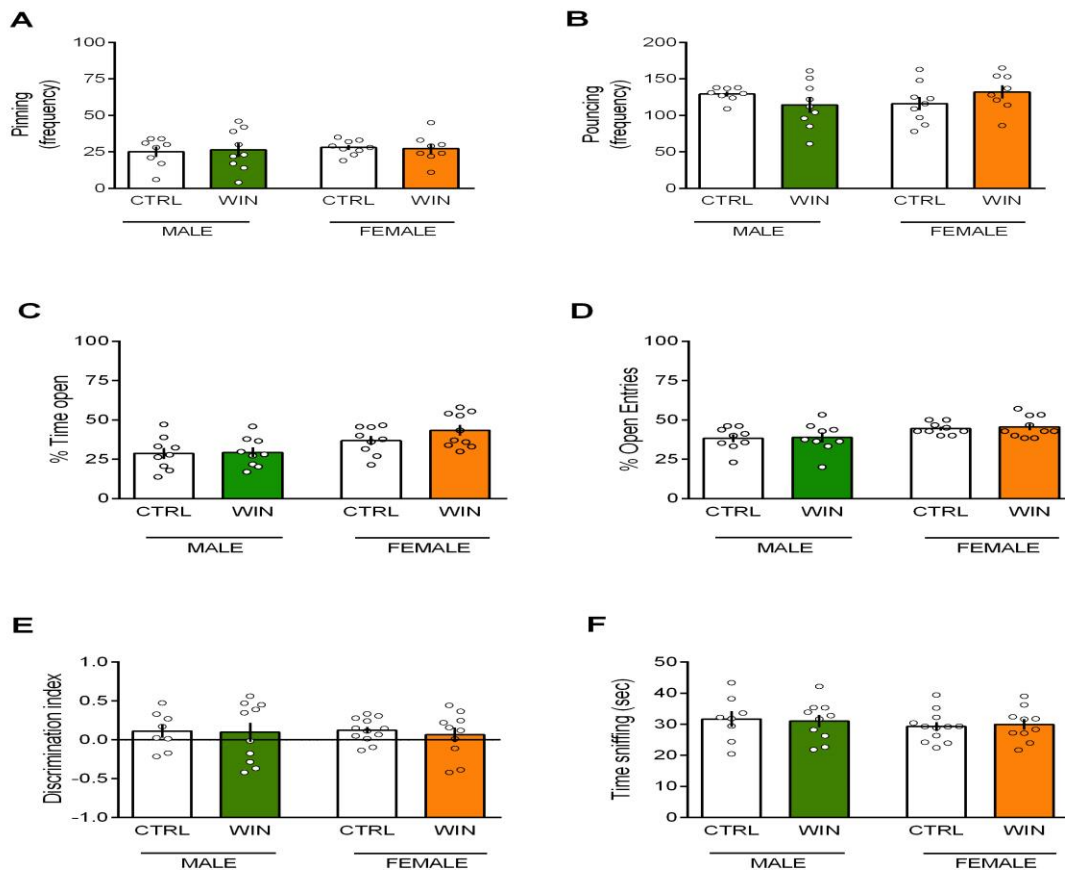 A
Pinning
(frequency)
100
75
50
25
0
CTRL WIN CTRL WIN
MALE FEMALE
B
Pouncing
(frequency)
200
150
100
50
0
CTRL WIN CTRL WIN
MALE FEMALE
C
% Time open
100
75
50
25
0
CTRL WIN CTRL WIN
MALE FEMALE
D
% Open Entries
100
75
50
25
0
CTRL WIN CTRL WIN
MALE FEMALE
E
Discrimination index
1.0
0.5
0.0
-0.5
-1.0
CTRL WIN CTRL WIN
MALE FEMALE
F
Time sniffing (sec)
50
40
30
20
10
0
CTRL WIN CTRL WIN
MALE FEMALE